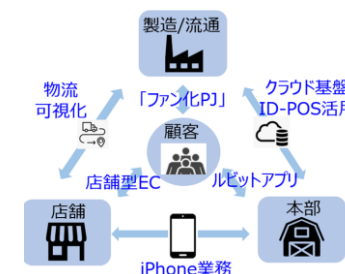 製造/流通
物流
可視化
「ファン化PJ」
クラウド基盤
ID-POS活用
顧客
店舗型EC
ルビットアプリ
店舗
本部
iPhone業務